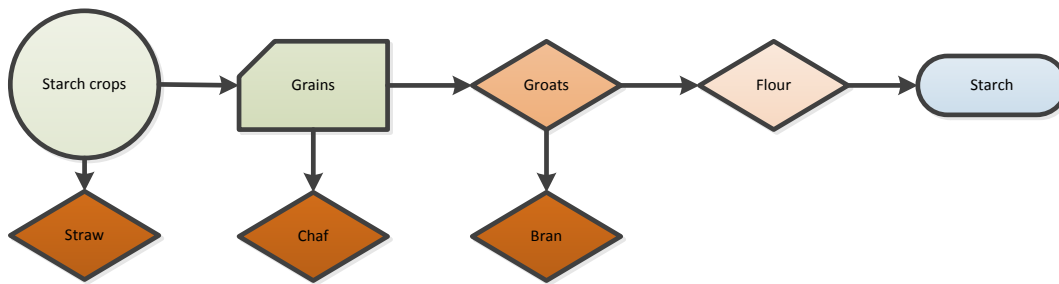 Starch crops
Grains
Groats
Flour
Starch
Straw
Chaf
Bran